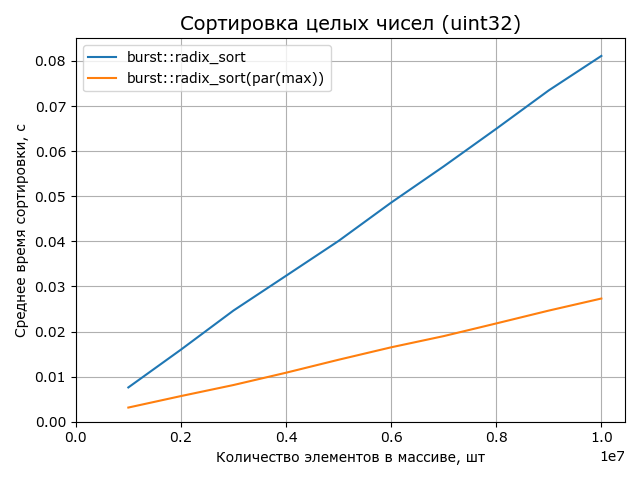 Сортировка целых чисел (uint32)
burst::radix_sort
burst::radix_sort(par(max))
Среднее время сортировки, с
0.08
0.07
0.06
0.05
0.04
0.03
0.02
0.01
0.00
0.0 0.2 0.4 0.6 0.8 1.0
1e7
Количество элементов в массиве, шт